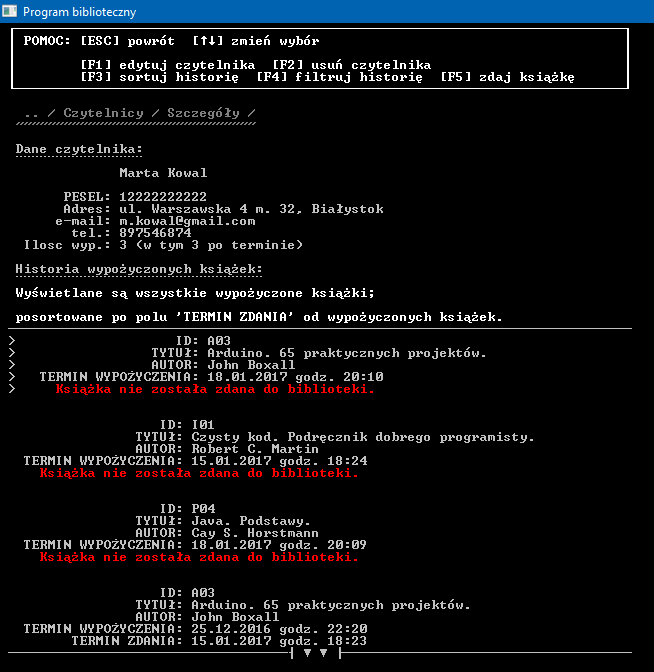 Program biblioteczny
POMOC: [ESC] powrót [↑↓] zmień wybór
[F1] edytuj czytelnika [F2] usuń czytelnika
[F3] sortuj historię [F4] filtruj historię [F5] zdaj książkę
.. / Czytelnicy / Szczegóły /
Dane czytelnika:
Marta Kowal
PESEL: 12222222222
Adres: ul. Warszawska 4 m. 32, Białystok
e-mail: m.kowal@gmail.com
tel.: 897546874
Ilosc wyp.: 3 (w tym 3 po terminie)
Historia wypożyczonych książek:
Wyświetlane są wszystkie wypożyczone książki;
posortowane po polu 'TERMIN ZDANIA' od wypożyczonych książek.
> ID: A03
> TYTUŁ: Arduino. 65 praktycznych projektów.
> AUTOR: John Boxall
> TERMIN WYPOŻYCZENIA: 18.01.2017 godz. 20:10
> Książka nie została zdana do biblioteki.
ID: I01
TYTUŁ: Czysty kod. Podręcznik dobrego programisty.
AUTOR: Robert C. Martin
TERMIN WYPOŻYCZENIA: 15.01.2017 godz. 18:24
Książka nie została zdana do biblioteki.
ID: P04
TYTUŁ: Java. Podstawy.
AUTOR: Cay S. Horstmann
TERMIN WYPOŻYCZENIA: 18.01.2017 godz. 20:09
Książka nie została zdana do biblioteki.
ID: A03
TYTUŁ: Arduino. 65 praktycznych projektów.
AUTOR: John Boxall
TERMIN WYPOŻYCZENIA: 25.12.2016 godz. 22:20
TERMIN ZDANIA: 15.01.2017 godz. 18:23